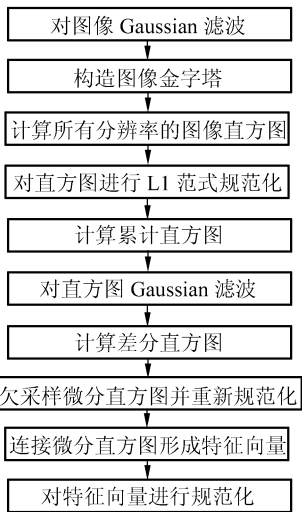 对图像 Gaussian 滤波
构造图像金字塔
计算所有分辨率的图像直方图
对直方图进行 L1 范式规范化
计算累计直方图
对直方图 Gaussian 滤波
计算差分直方图
欠采样微分直方图并重新规范化
连接微分直方图形成特征向量
对特征向量进行规范化